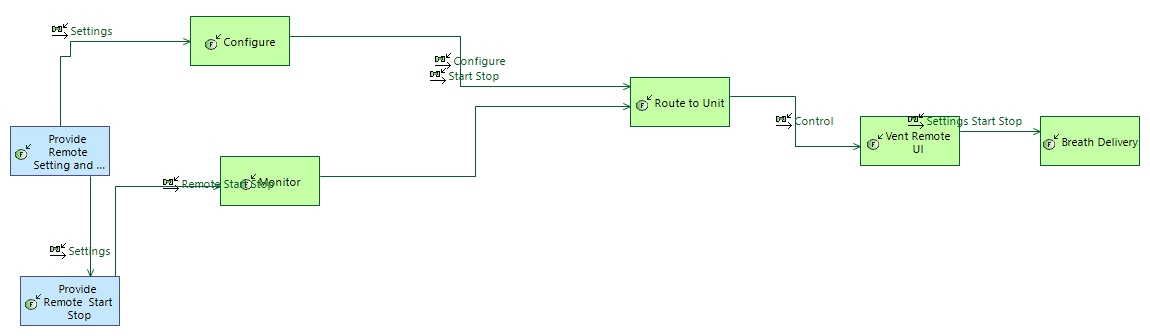 Settings
Configure
Configure
Start Stop
Route to Unit
Control
Settings Start Stop
Vent Remote
UI
Breath Delivery
Provide
Remote
Setting and ...
Remote Start Stop
Monitor
Settings
Provide
Remote Start
Stop